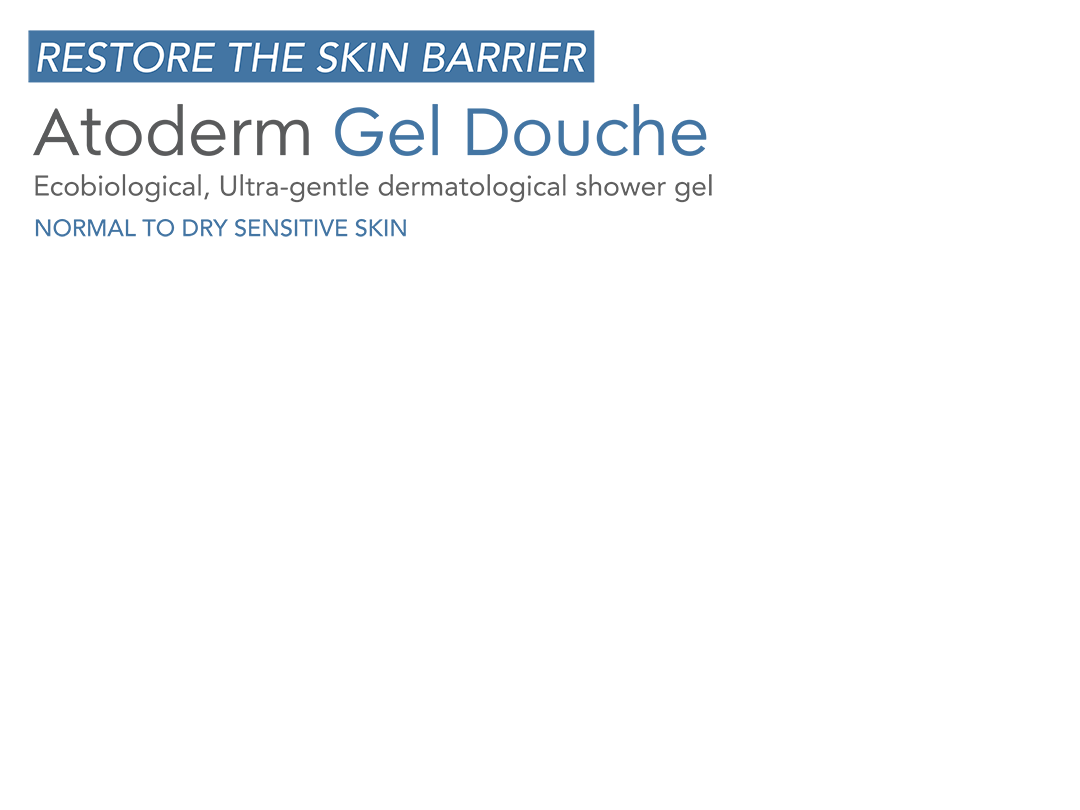 RESTORE THE SKIN BARRIER
Atoderm Gel Douche
Ecobiological, Ultra-gentle dermatological shower gel
NORMAL TO DRY SENSITIVE SKIN